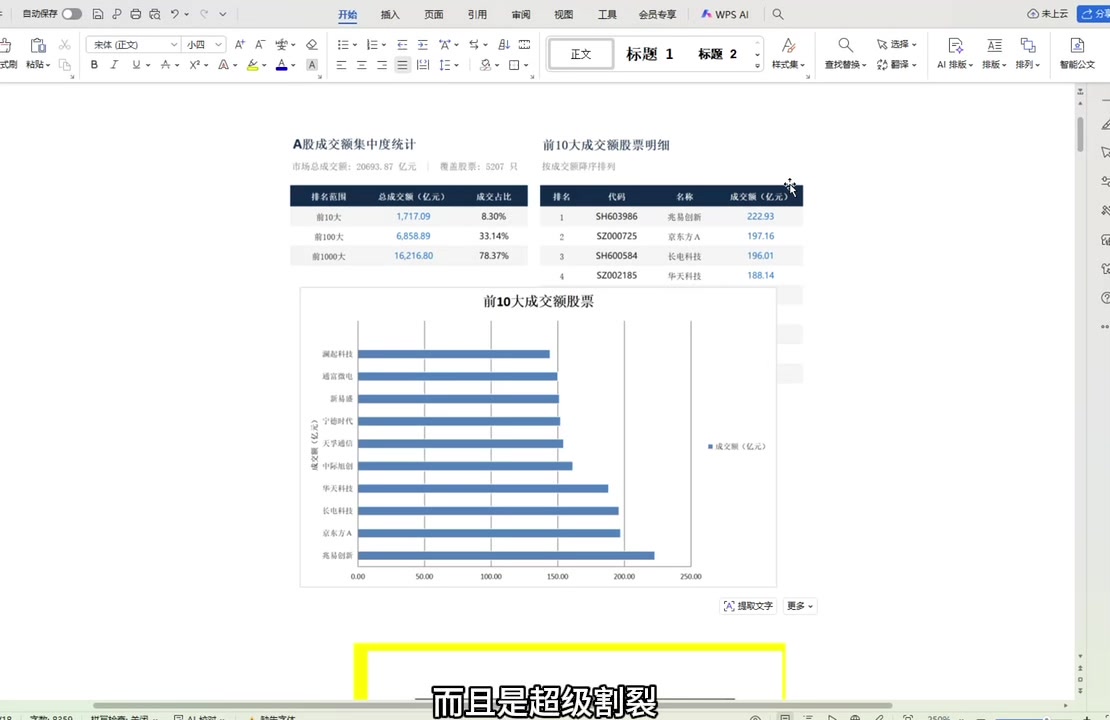 自动保存 开始 插入 页面 引用 审阅 视图 工具 会员专享 WPS AI 未上云 分享
式刷 粘贴 宋体 (正文) 小四 正文 标题 1 标题 2 样式集 查找替换 选择 翻译 AI 排版 排版 排列 智能公文
A股成交额集中度统计
市场总成交额: 20693.87 亿元 | 覆盖股票: 5207 只
排名范围 总成交额（亿元） 成交占比
前10大 1,717.09 8.30%
前100大 6,858.89 33.14%
前1000大 16,216.80 78.37%
前10大成交额股票明细
按成交额降序排列
排名 代码 名称 成交额（亿元）
1 SH603986 兆易创新 222.93
2 SZ000725 京东方A 197.16
3 SH600584 长电科技 196.01
4 SZ002185 华天科技 188.14
前10大成交额股票
成交额（亿元）
澜起科技
通富微电
新易盛
宁德时代
天孚通信
中际旭创
华天科技
长电科技
京东方A
兆易创新
0.00 50.00 100.00 150.00 200.00 250.00
成交额（亿元）
提取文字 更多
而且是超级割裂